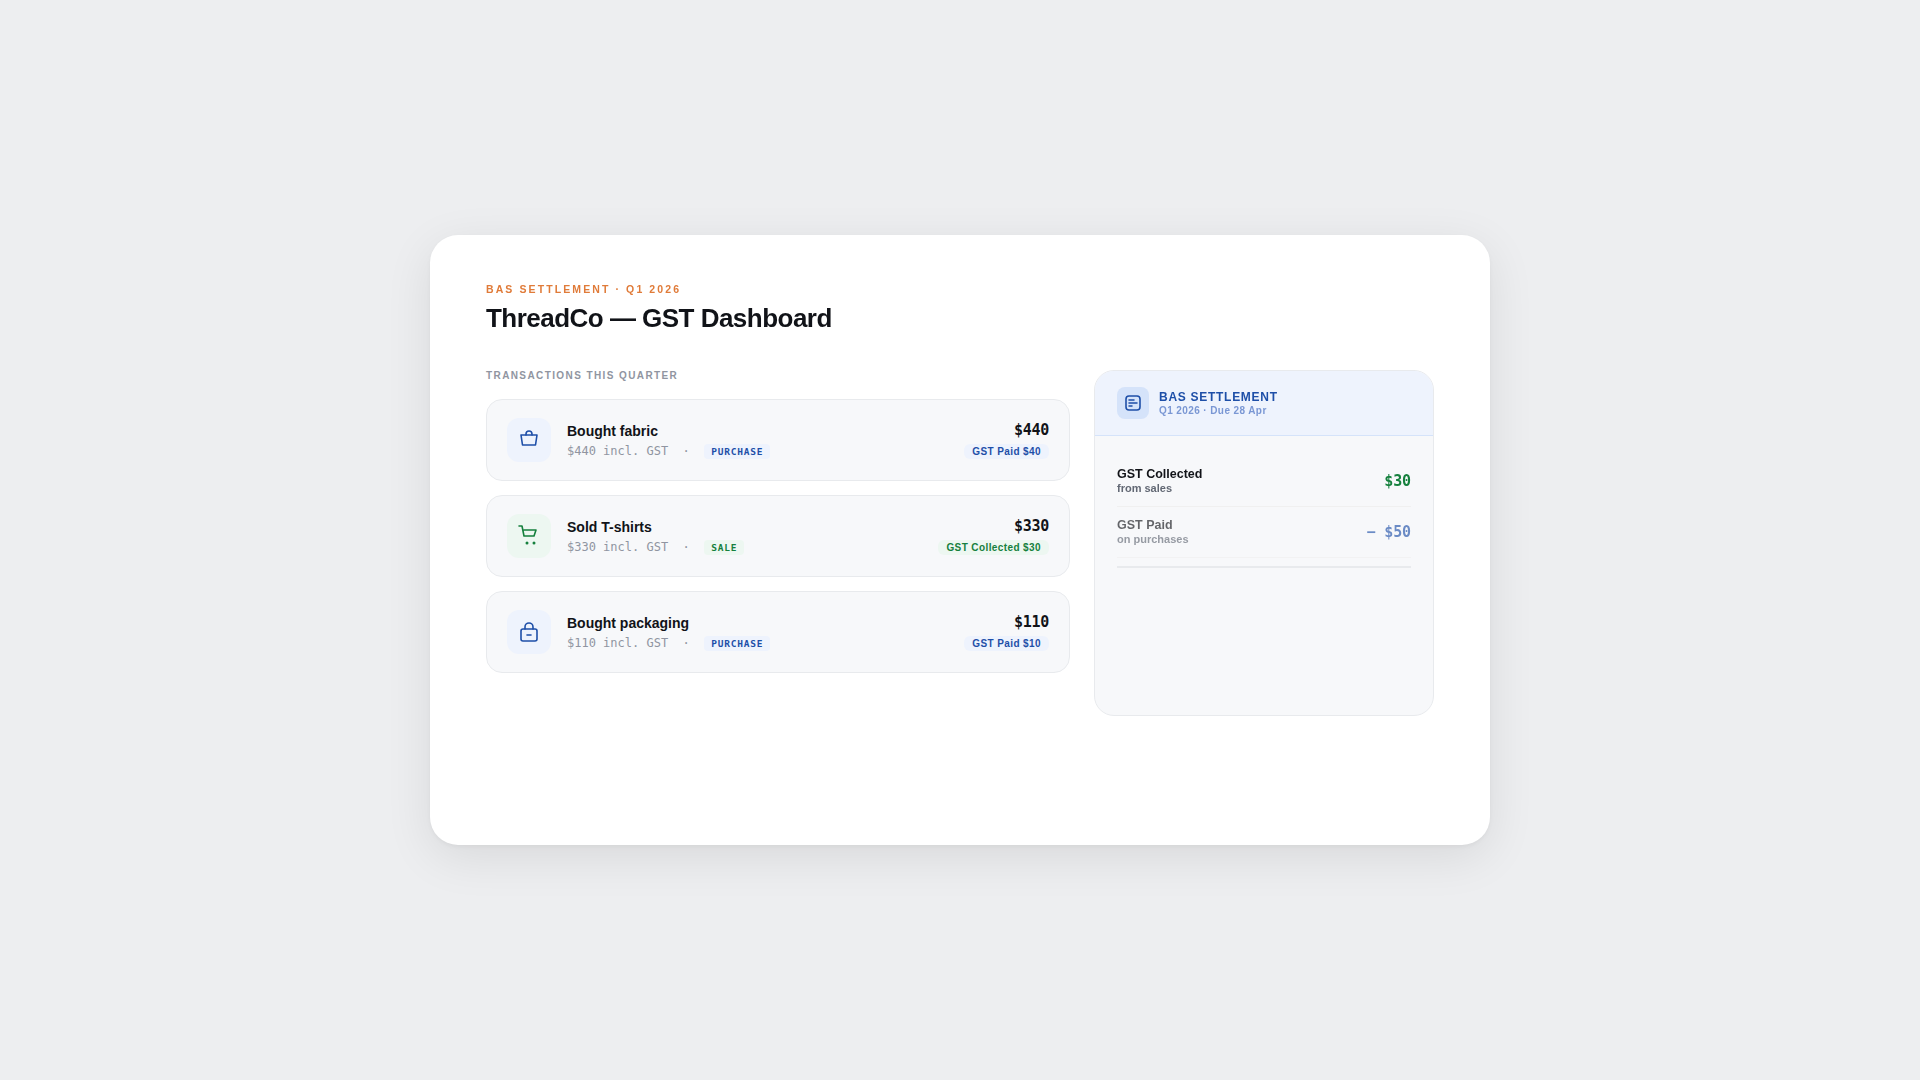 BAS SETTLEMENT · Q1 2026
ThreadCo — GST Dashboard
TRANSACTIONS THIS QUARTER
Bought fabric
$440 incl. GST · PURCHASE
$440
GST Paid $40
Sold T-shirts
$330 incl. GST · SALE
$330
GST Collected $30
Bought packaging
$110 incl. GST · PURCHASE
$110
GST Paid $10
BAS SETTLEMENT
Q1 2026 · Due 28 Apr
GST Collected
from sales
$30
GST Paid
on purchases
− $50